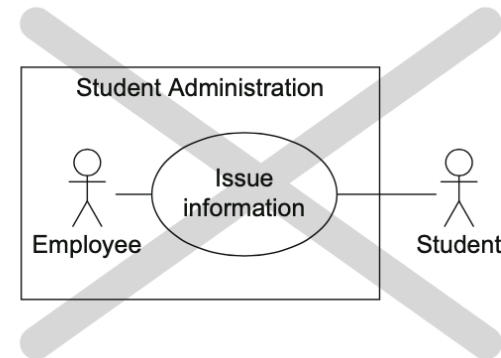 Student Administration
Issue
information
Employee
Student